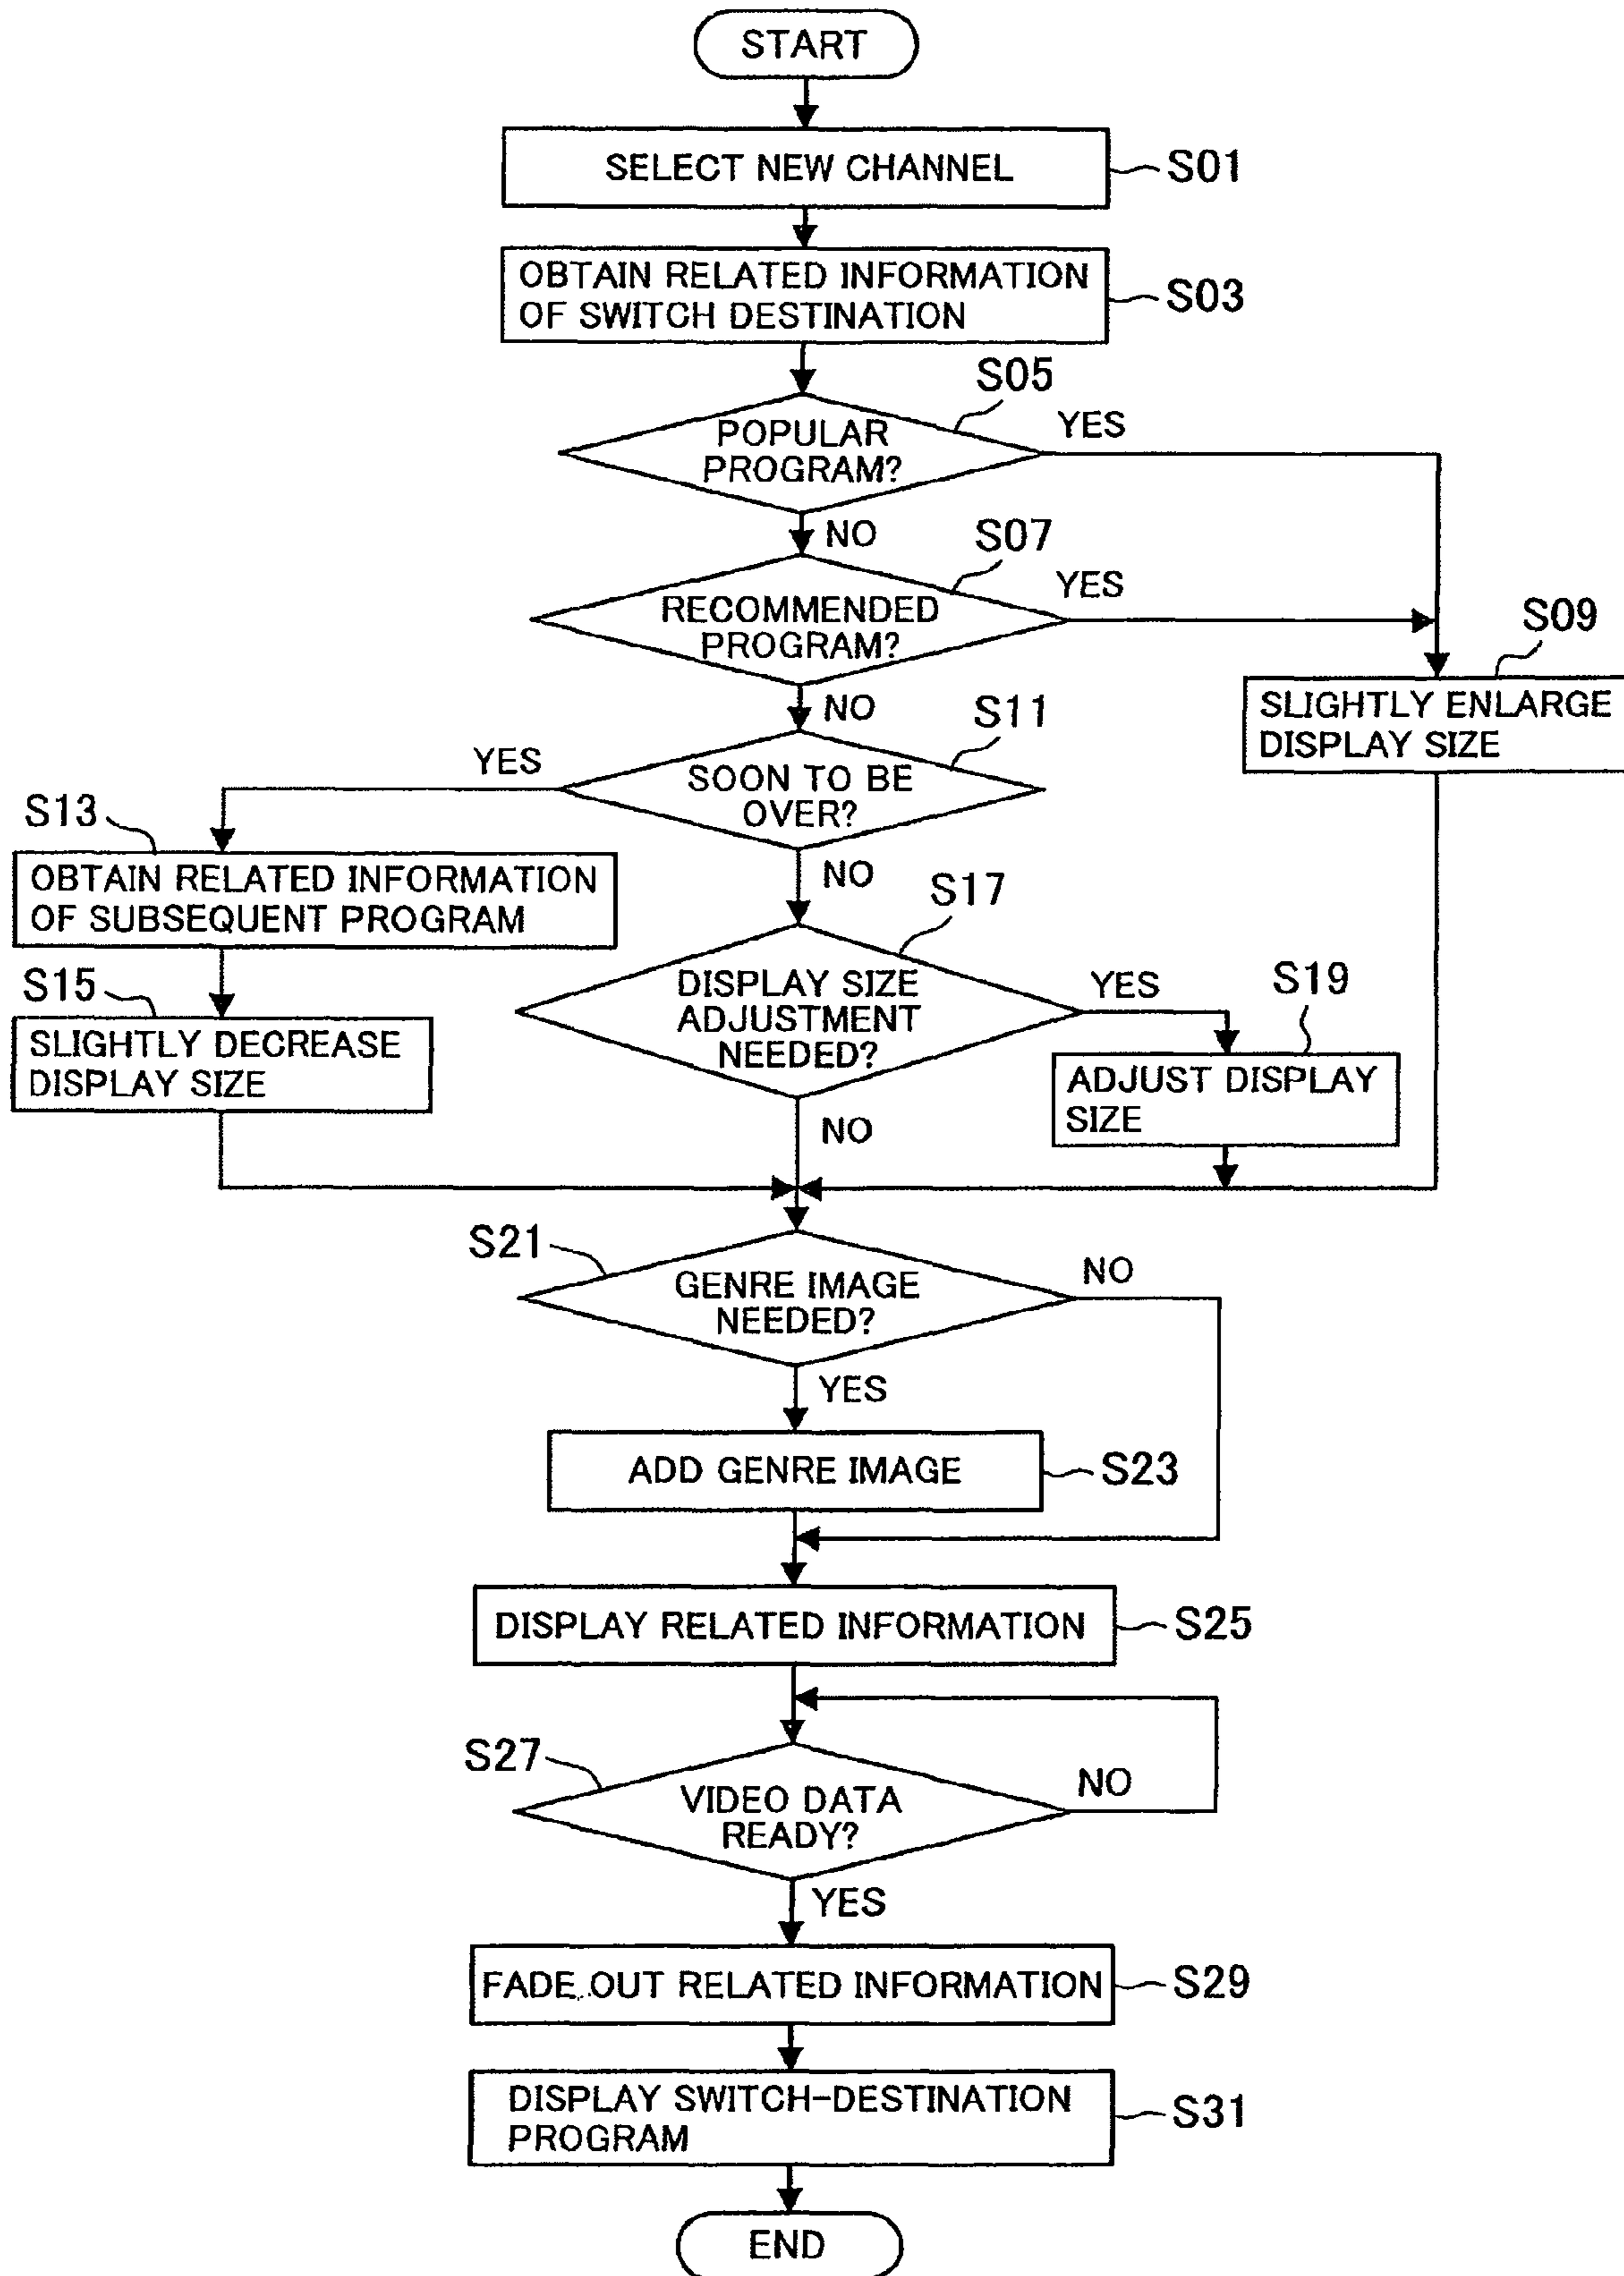 START
SELECT NEW CHANNEL
S01
OBTAIN RELATED INFORMATION
OF SWITCH DESTINATION
S03
S05
POPULAR
PROGRAM?
YES
NO
S07
RECOMMENDED
PROGRAM?
YES
S09
SLIGHTLY ENLARGE
DISPLAY SIZE
NO
S11
SOON TO BE
OVER?
YES
S13
OBTAIN RELATED INFORMATION
OF SUBSEQUENT PROGRAM
NO
S17
S15
SLIGHTLY DECREASE
DISPLAY SIZE
DISPLAY SIZE
ADJUSTMENT
NEEDED?
YES
S19
ADJUST DISPLAY
SIZE
NO
S21
GENRE IMAGE
NEEDED?
NO
YES
ADD GENRE IMAGE
S23
DISPLAY RELATED INFORMATION
S25
S27
VIDEO DATA
READY?
NO
YES
FADE OUT RELATED INFORMATION
S29
DISPLAY SWITCH-DESTINATION
PROGRAM
S31
END